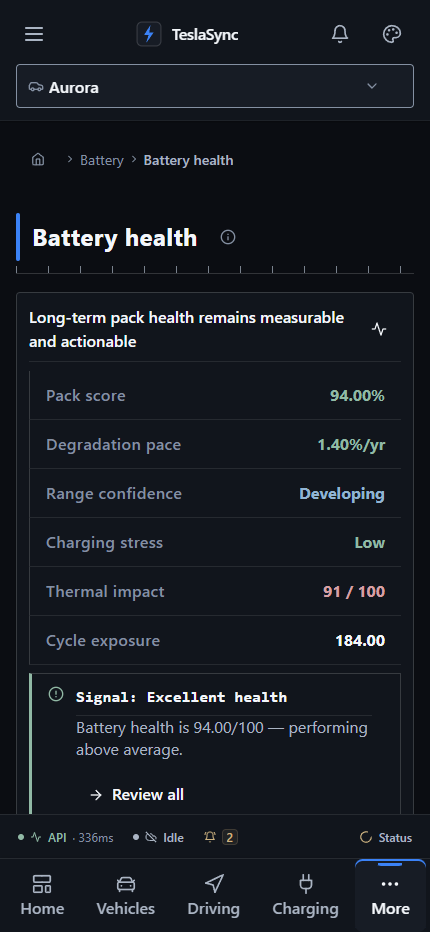 TeslaSync
Aurora
Battery
Battery health
Battery health
Long-term pack health remains measurable
and actionable
Pack score 94.00%
Degradation pace 1.40%/yr
Range confidence Developing
Charging stress Low
Thermal impact 91 / 100
Cycle exposure 184.00
Signal: Excellent health
Battery health is 94.00/100 — performing
above average.
Review all
API · 336ms Idle 2 Status
Home Vehicles Driving Charging More